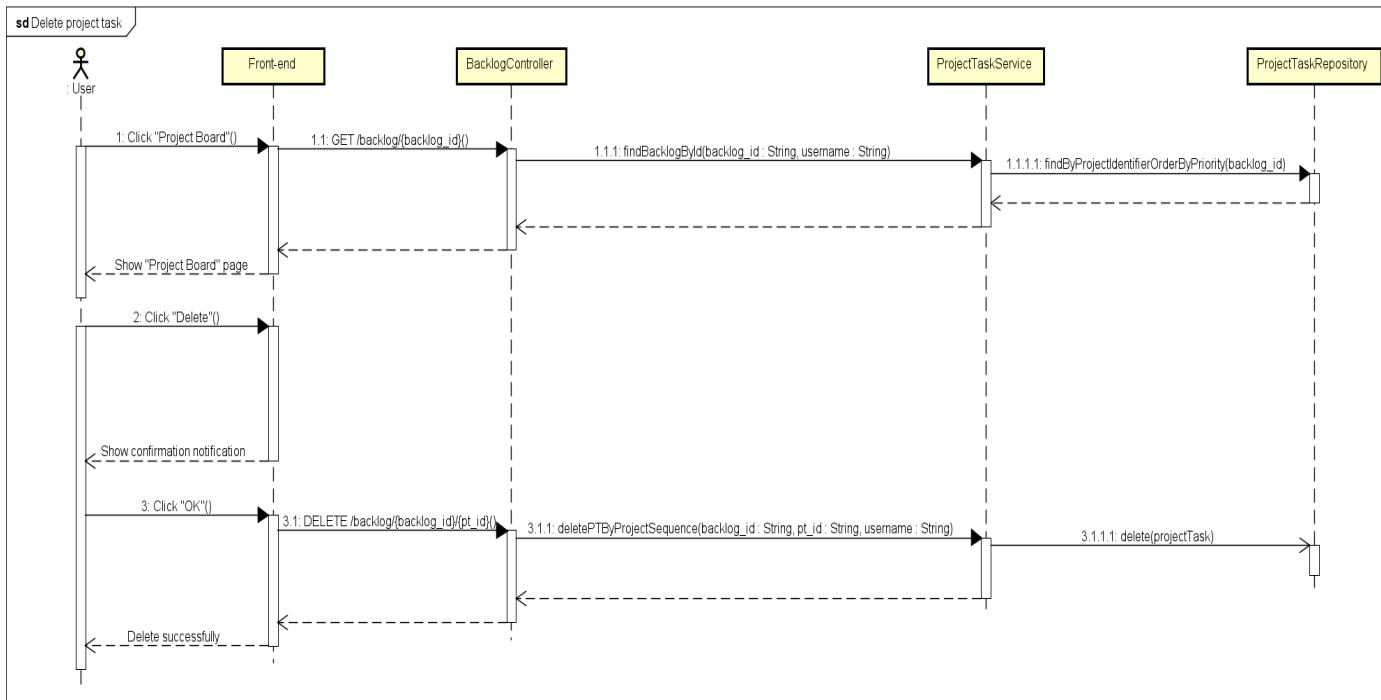 sd Delete project task
: User
Front-end
BacklogController
ProjectTaskService
ProjectTaskRepository
1: Click "Project Board"()
1.1: GET /backlog/{backlog_id}()
1.1.1: findBacklogById(backlog_id : String, username : String)
1.1.1.1: findByProjectIdentifierOrderByPriority(backlog_id)
Show "Project Board" page
2: Click "Delete"()
Show confirmation notification
3: Click "OK"()
3.1: DELETE /backlog/{backlog_id}/{pt_id}()
3.1.1: deletePTByProjectSequence(backlog_id : String, pt_id : String, username : String)
3.1.1.1: delete(projectTask)
Delete successfully